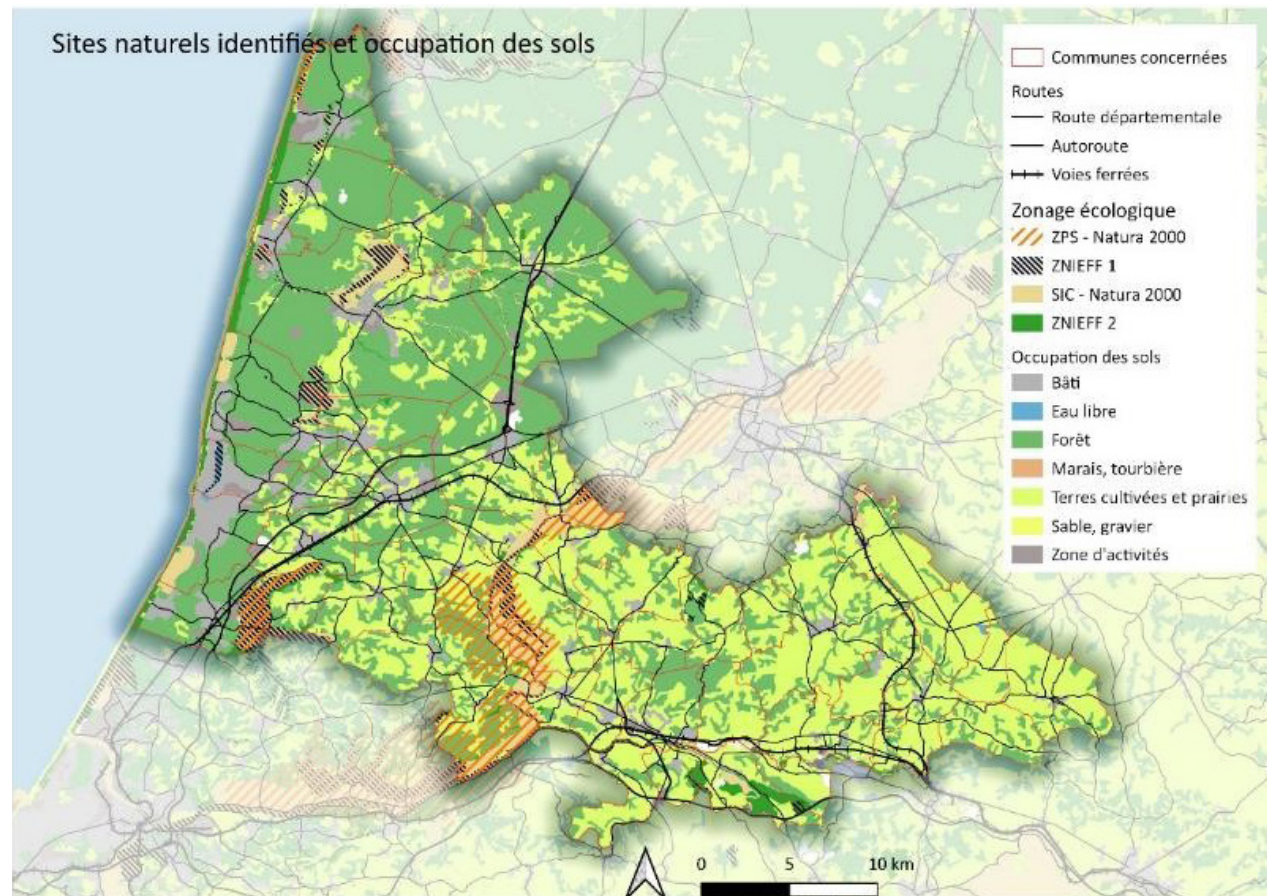 Sites naturels identifiés et occupation des sols
Communes concernées
Routes
Route départementale
Autoroute
Voies ferrées
Zonage écologique
ZPS - Natura 2000
ZNIEFF 1
SIC - Natura 2000
ZNIEFF 2
Occupation des sols
Bâti
Eau libre
Forêt
Marais, tourbière
Terres cultivées et prairies
Sable, gravier
Zone d'activités
0 5 10 km